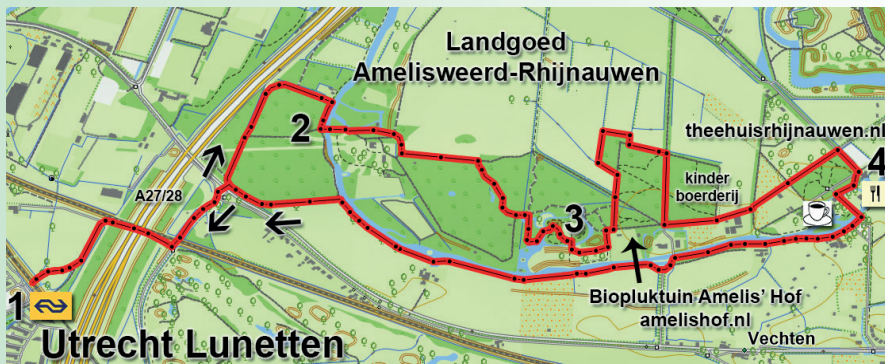 Landgoed
Amelisweerd-Rhijnauwen
2
theehuisrhijnauwen.nl
4
kinder
boerderij
A27/28
3
1
Biopluktuin Amelis' Hof
amelishof.nl
Utrecht Lunetten
Vechten